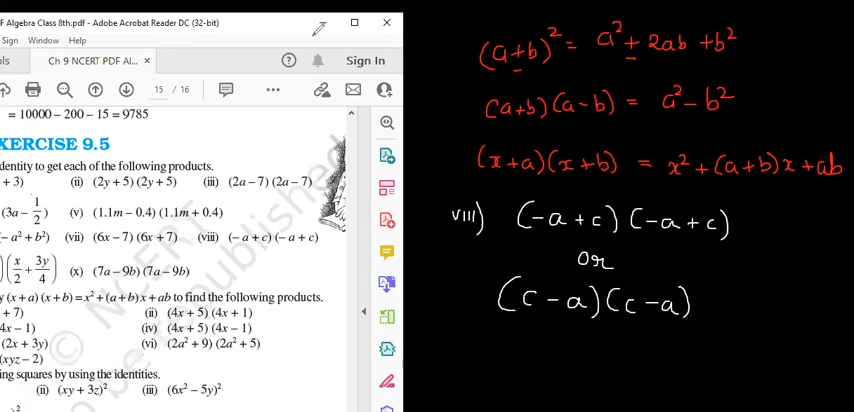 F Algebra Class 8th.pdf - Adobe Acrobat Reader DC (32-bit)
Sign Window Help
ols
Ch 9 NCERT PDF Al...
Sign In
15 / 16
= 10000 – 200 – 15 = 9785
XERCISE 9.5
identity to get each of the following products.
+ 3) (ii) (2y + 5) (2y + 5) (iii) (2a – 7) (2a – 7)
(3a – 1/2) (v) (1.1m – 0.4) (1.1m + 0.4)
(– a² + b²) (vii) (6x – 7) (6x + 7) (viii) (– a + c) (– a + c)
(x/2 + 3y/4) (x) (7a – 9b) (7a – 9b)
y (x + a) (x + b) = x² + (a + b) x + ab to find the following products.
+ 7) (ii) (4x + 5) (4x + 1)
(4x – 1) (iv) (4x + 5) (4x – 1)
(2x + 3y) (vi) (2a² + 9) (2a² + 5)
(xyz – 2)
ing squares by using the identities.
(ii) (xy + 3z)² (iii) (6x² – 5y)²
© NCERT
(a+b)² = a² + 2ab + b²
(a+b)(a-b) = a² - b²
(x+a)(x+b) = x² + (a+b)x + ab
viii) (-a+c)(-a+c)
or
(c-a)(c-a)